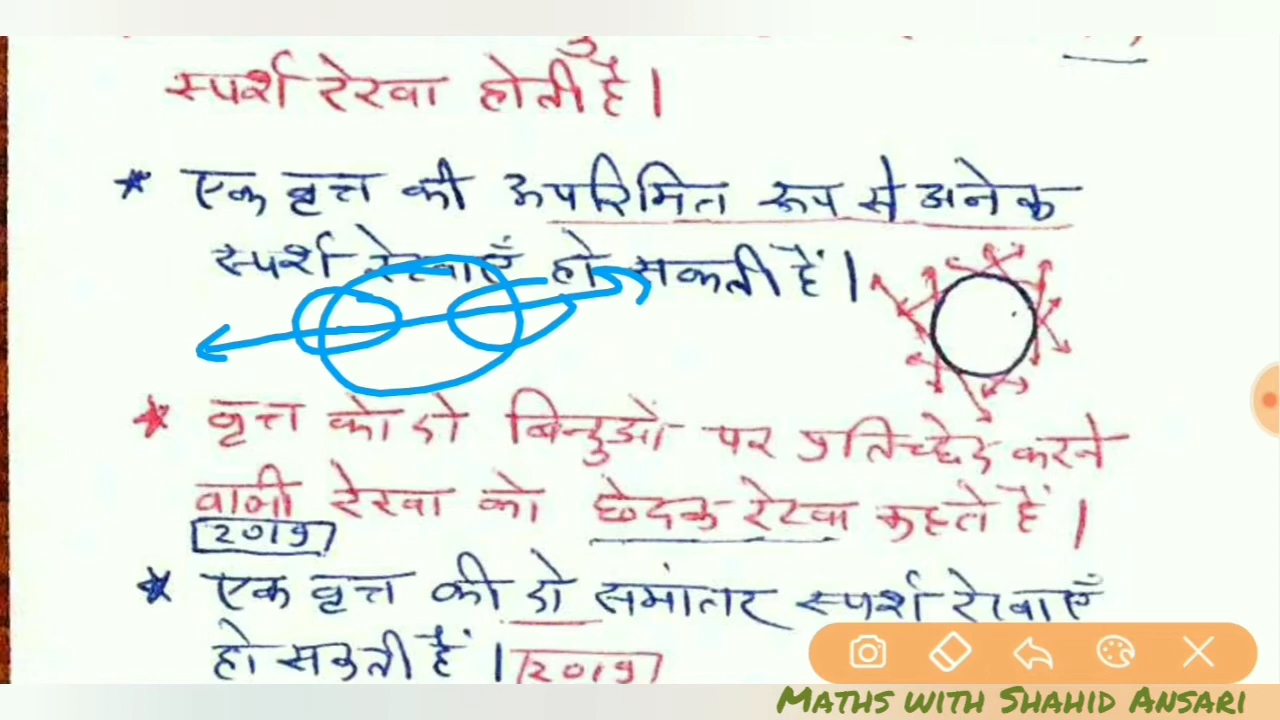 स्पर्श रेखा होती है।
* एक वृत्त की अपरिमित रूप से अनेक
स्पर्श रेखाएँ हो सकती हैं।
* वृत्त को दो बिन्दुओं पर प्रतिच्छेद करने
वाली रेखा को छेदक रेखा कहते हैं।
2019
* एक वृत्त की दो समांतर स्पर्श रेखाएँ
हो सकती हैं। 2019
MATHS WITH SHAHID ANSARI